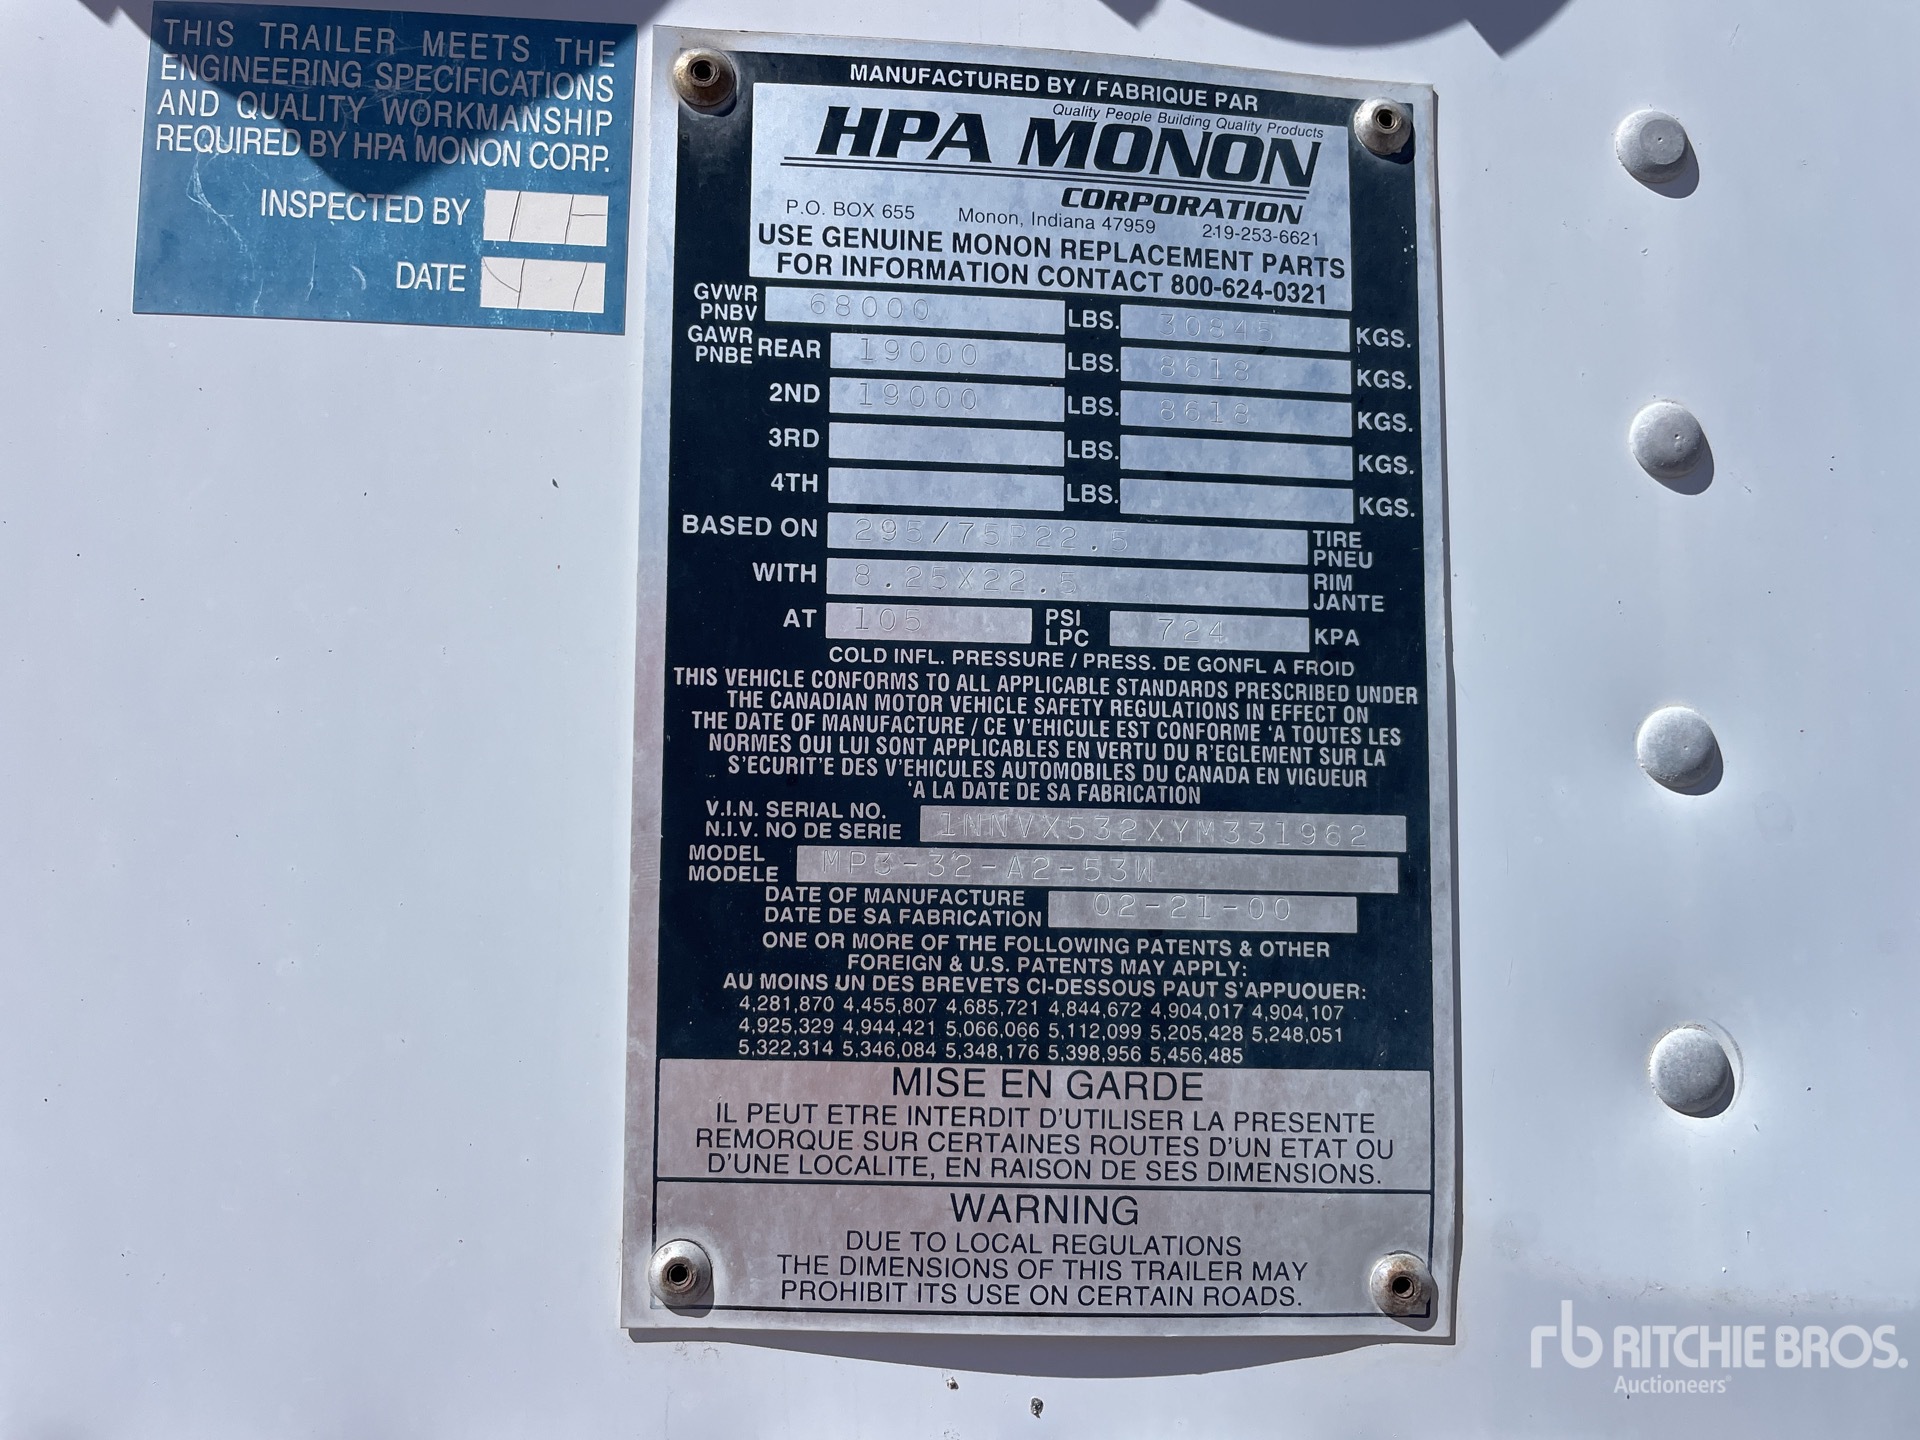 THIS TRAILER MEETS THE
ENGINEERING SPECIFICATIONS
AND QUALITY WORKMANSHIP
REQUIRED BY HPA MONON CORP.
INSPECTED BY
DATE
MANUFACTURED BY / FABRIQUE PAR
Quality People Building Quality Products
HPA MONON
CORPORATION
P.O. BOX 655 Monon, Indiana 47959 219-253-6621
USE GENUINE MONON REPLACEMENT PARTS
FOR INFORMATION CONTACT 800-624-0321
GVWR PNBV 68000 LBS. 30845 KGS.
GAWR PNBE REAR 19000 LBS. 8618 KGS.
2ND 19000 LBS. 8618 KGS.
3RD LBS. KGS.
4TH LBS. KGS.
BASED ON 295/75R22.5 TIRE PNEU
WITH 8.25X22.5 RIM JANTE
AT 105 PSI LPC 724 KPA
COLD INFL. PRESSURE / PRESS. DE GONFL A FROID
THIS VEHICLE CONFORMS TO ALL APPLICABLE STANDARDS PRESCRIBED UNDER
THE CANADIAN MOTOR VEHICLE SAFETY REGULATIONS IN EFFECT ON
THE DATE OF MANUFACTURE / CE V'EHICULE EST CONFORME 'A TOUTES LES
NORMES QUI LUI SONT APPLICABLES EN VERTU DU R'EGLEMENT SUR LA
S'ECURIT'E DES V'EHICULES AUTOMOBILES DU CANADA EN VIGUEUR
'A LA DATE DE SA FABRICATION
V.I.N. SERIAL NO.
N.I.V. NO DE SERIE 1NNVX532XYM331962
MODEL
MODELE MP3-32-A2-53W
DATE OF MANUFACTURE
DATE DE SA FABRICATION 02-21-00
ONE OR MORE OF THE FOLLOWING PATENTS & OTHER
FOREIGN & U.S. PATENTS MAY APPLY:
AU MOINS UN DES BREVETS CI-DESSOUS PAUT S'APPUOUER:
4,281,870 4,455,807 4,685,721 4,844,672 4,904,017 4,904,107
4,925,329 4,944,421 5,066,066 5,112,099 5,205,428 5,248,051
5,322,314 5,346,084 5,348,176 5,398,956 5,456,485
MISE EN GARDE
IL PEUT ETRE INTERDIT D'UTILISER LA PRESENTE
REMORQUE SUR CERTAINES ROUTES D'UN ETAT OU
D'UNE LOCALITE, EN RAISON DE SES DIMENSIONS.
WARNING
DUE TO LOCAL REGULATIONS
THE DIMENSIONS OF THIS TRAILER MAY
PROHIBIT ITS USE ON CERTAIN ROADS.
rb RITCHIE BROS.
Auctioneers